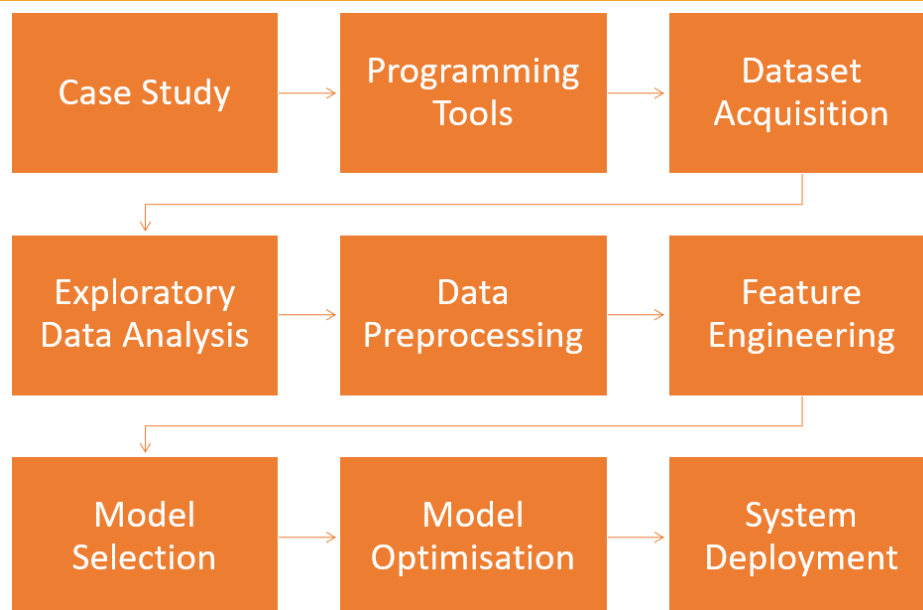 Case Study
Programming
Tools
Dataset
Acquisition
Exploratory
Data Analysis
Data
Preprocessing
Feature
Engineering
Model
Selection
Model
Optimisation
System
Deployment